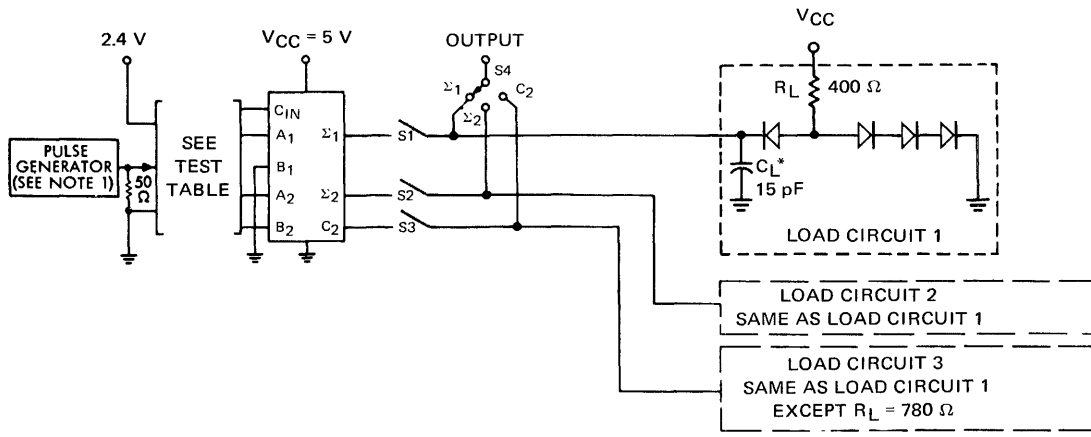 2.4 V
VCC = 5 V
OUTPUT
VCC
S4
Σ1
C2
Σ2
RL
400 Ω
CIN
A1
Σ1
S1
PULSE
GENERATOR
(SEE NOTE 1)
50
Ω
SEE
TEST
TABLE
B1
A2
Σ2
S2
B2
C2
S3
CL*
15 pF
LOAD CIRCUIT 1
LOAD CIRCUIT 2
SAME AS LOAD CIRCUIT 1
LOAD CIRCUIT 3
SAME AS LOAD CIRCUIT 1
EXCEPT RL = 780 Ω